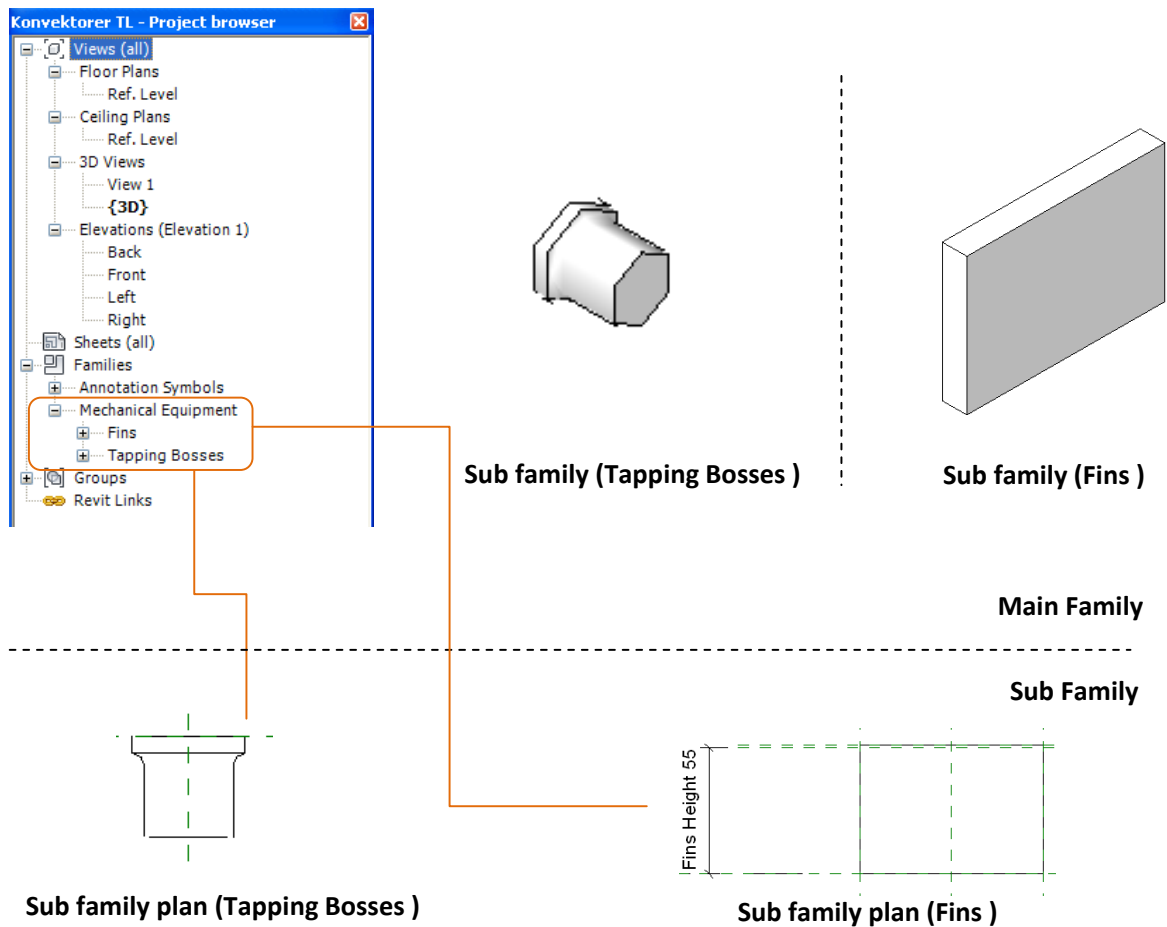 Konvektorer TL - Project browser
Views (all)
Floor Plans
Ref. Level
Ceiling Plans
Ref. Level
3D Views
View 1
{3D}
Elevations (Elevation 1)
Back
Front
Left
Right
Sheets (all)
Families
Annotation Symbols
Mechanical Equipment
Fins
Tapping Bosses
Groups
Revit Links
Sub family (Tapping Bosses )
Sub family (Fins )
Main Family
Sub Family
Fins Height 55
Sub family plan (Tapping Bosses )
Sub family plan (Fins )